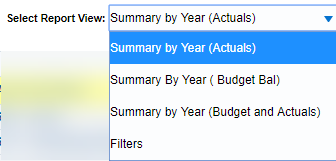 Select Report View: Summary by Year (Actuals)
Summary by Year (Actuals)
Summary By Year ( Budget Bal)
Summary by Year (Budget and Actuals)
Filters